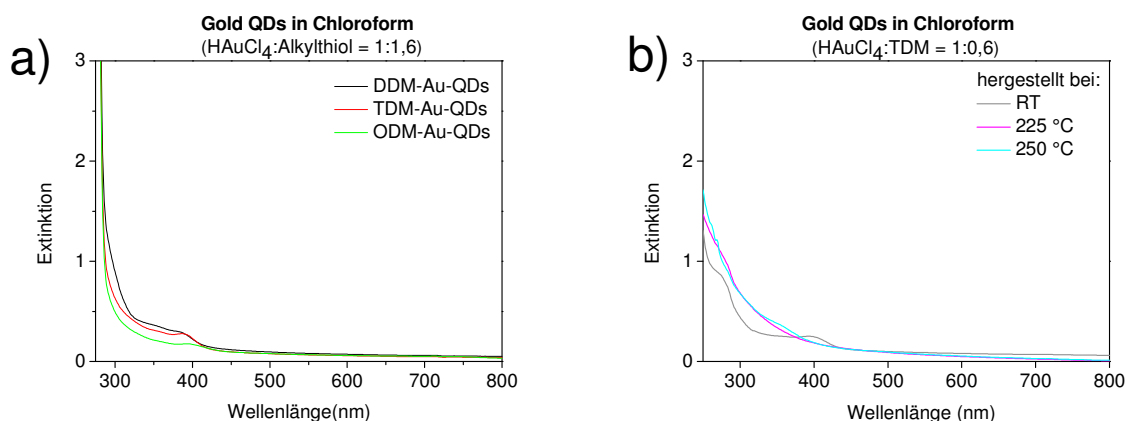 a)
Gold QDs in Chloroform
(HAuCl4:Alkylthiol = 1:1,6)
3
2
1
0
Extinktion
DDM-Au-QDs
TDM-Au-QDs
ODM-Au-QDs
300 400 500 600 700 800
Wellenlänge(nm)
b)
Gold QDs in Chloroform
(HAuCl4:TDM = 1:0,6)
3
2
1
0
Extinktion
hergestellt bei:
RT
225 °C
250 °C
300 400 500 600 700 800
Wellenlänge (nm)